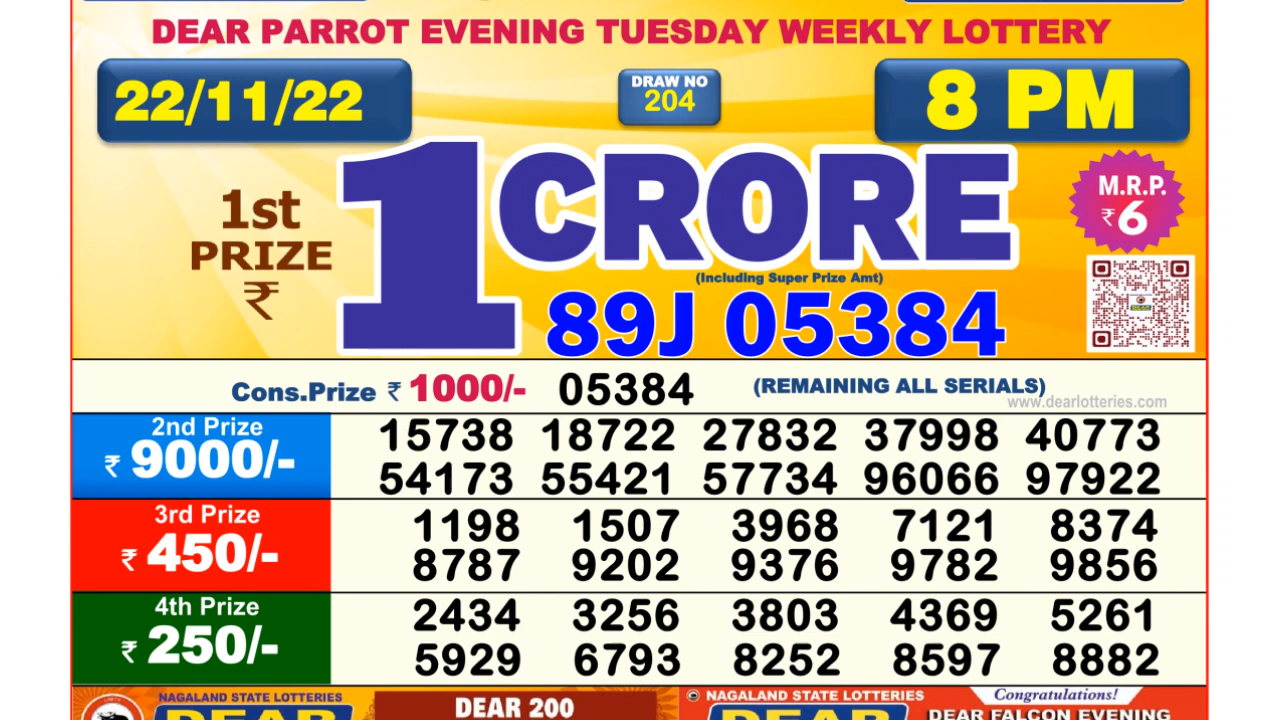 DEAR PARROT EVENING TUESDAY WEEKLY LOTTERY
22/11/22
DRAW NO
204
8 PM
1st
PRIZE
₹
1 CRORE
(Including Super Prize Amt)
89J 05384
M.R.P.
₹6
Cons.Prize ₹ 1000/- 05384 (REMAINING ALL SERIALS)
www.dearlotteries.com
2nd Prize
₹ 9000/-
15738 18722 27832 37998 40773
54173 55421 57734 96066 97922
3rd Prize
₹ 450/-
1198 1507 3968 7121 8374
8787 9202 9376 9782 9856
4th Prize
₹ 250/-
2434 3256 3803 4369 5261
5929 6793 8252 8597 8882
NAGALAND STATE LOTTERIES
DEAR
DEAR 200
NAGALAND STATE LOTTERIES
DEAR
Congratulations!
DEAR FALCON EVENING